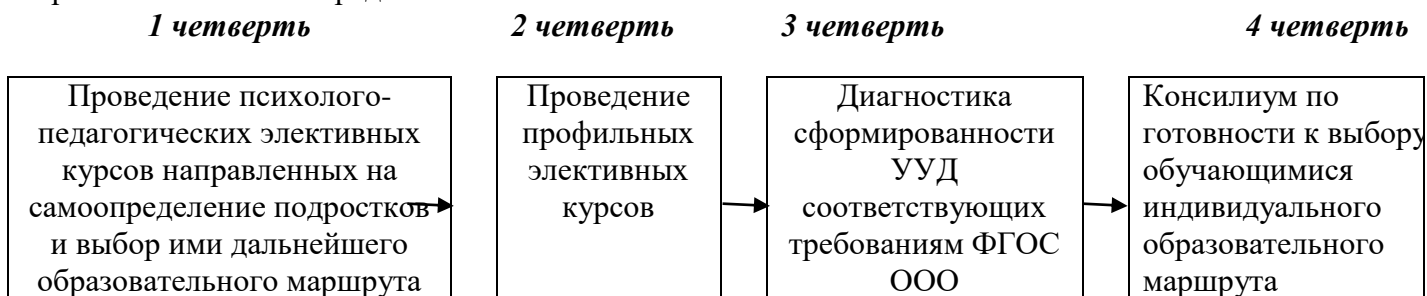 1 четверть
2 четверть
3 четверть
4 четверть
Проведение психолого-
педагогических элективных
курсов направленных на
самоопределение подростков
и выбор ими дальнейшего
образовательного маршрута
Проведение
профильных
элективных
курсов
Диагностика
сформированности
УУД
соответствующих
требованиям ФГОС
ООО
Консилиум по
готовности к выбору
обучающимися
индивидуального
образовательного
маршрута